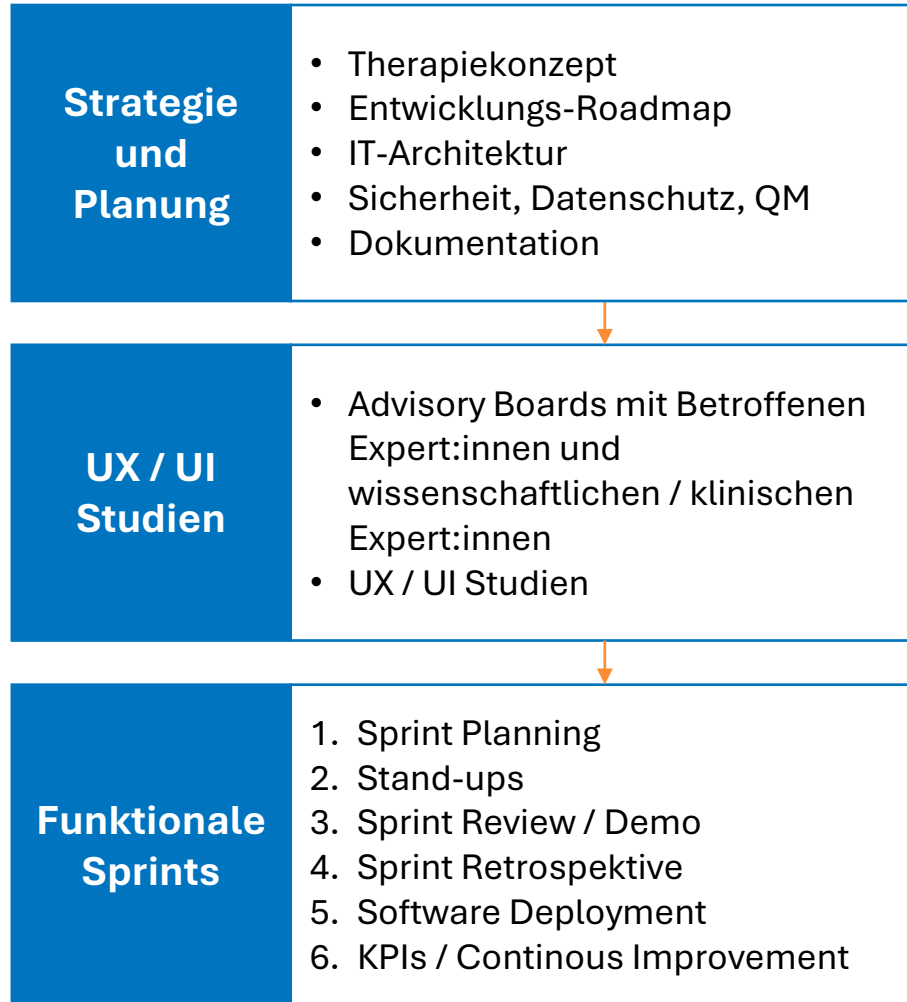 Strategie
und
Planung
• Therapiekonzept
• Entwicklungs-Roadmap
• IT-Architektur
• Sicherheit, Datenschutz, QM
• Dokumentation
UX / UI
Studien
• Advisory Boards mit Betroffenen
Expert:innen und
wissenschaftlichen / klinischen
Expert:innen
• UX / UI Studien
Funktionale
Sprints
1. Sprint Planning
2. Stand-ups
3. Sprint Review / Demo
4. Sprint Retrospektive
5. Software Deployment
6. KPIs / Continous Improvement